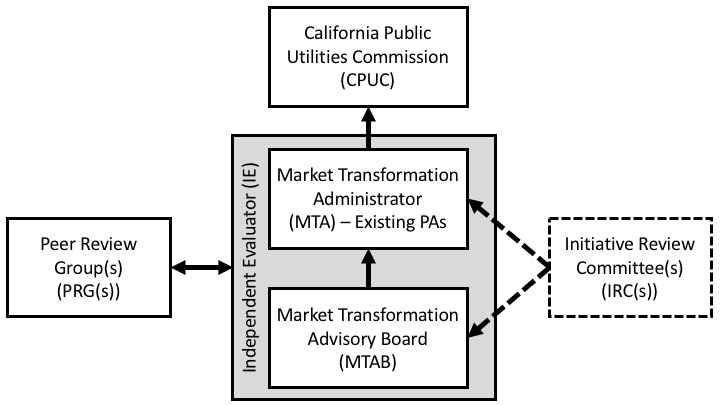 California Public
Utilities Commission
(CPUC)
Independent Evaluator (IE)
Market Transformation
Administrator
(MTA) – Existing PAs
Peer Review
Group(s)
(PRG(s))
Initiative Review
Committee(s)
(IRC(s))
Market Transformation
Advisory Board
(MTAB)